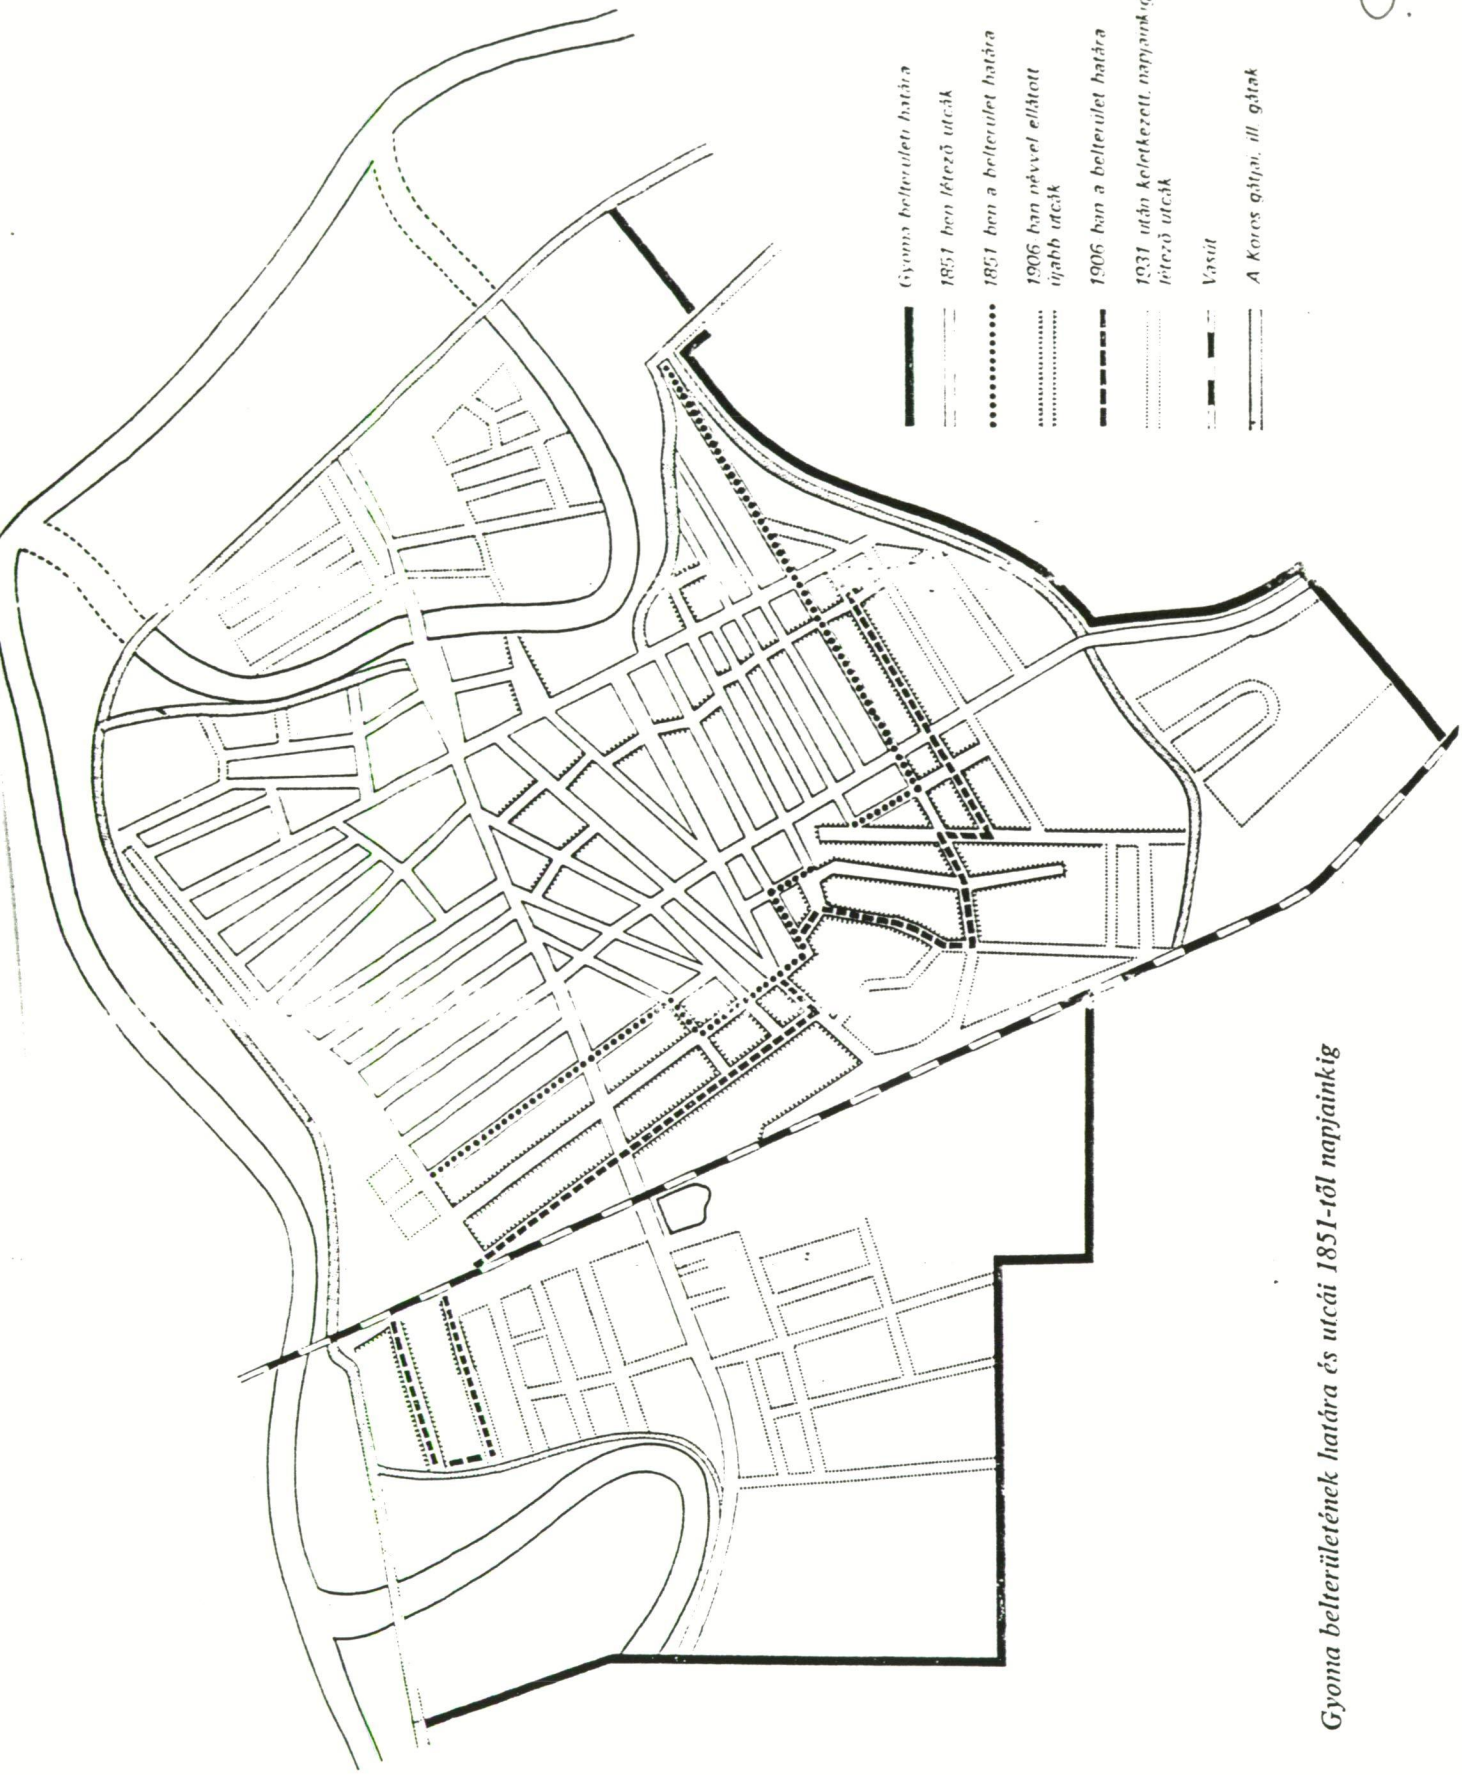 Gyoma belterületi határa
1851 ben létező utcák
1851 ben a belterület határa
1906 ban névvel ellátott
újabb utcák
1906 ban a belterület határa
1931 után keletkezett, napjainkig
létező utcák
Vasút
A Körös gátjai, ill. gátak
Gyoma belterületének határa és utcái 1851-től napjainkig